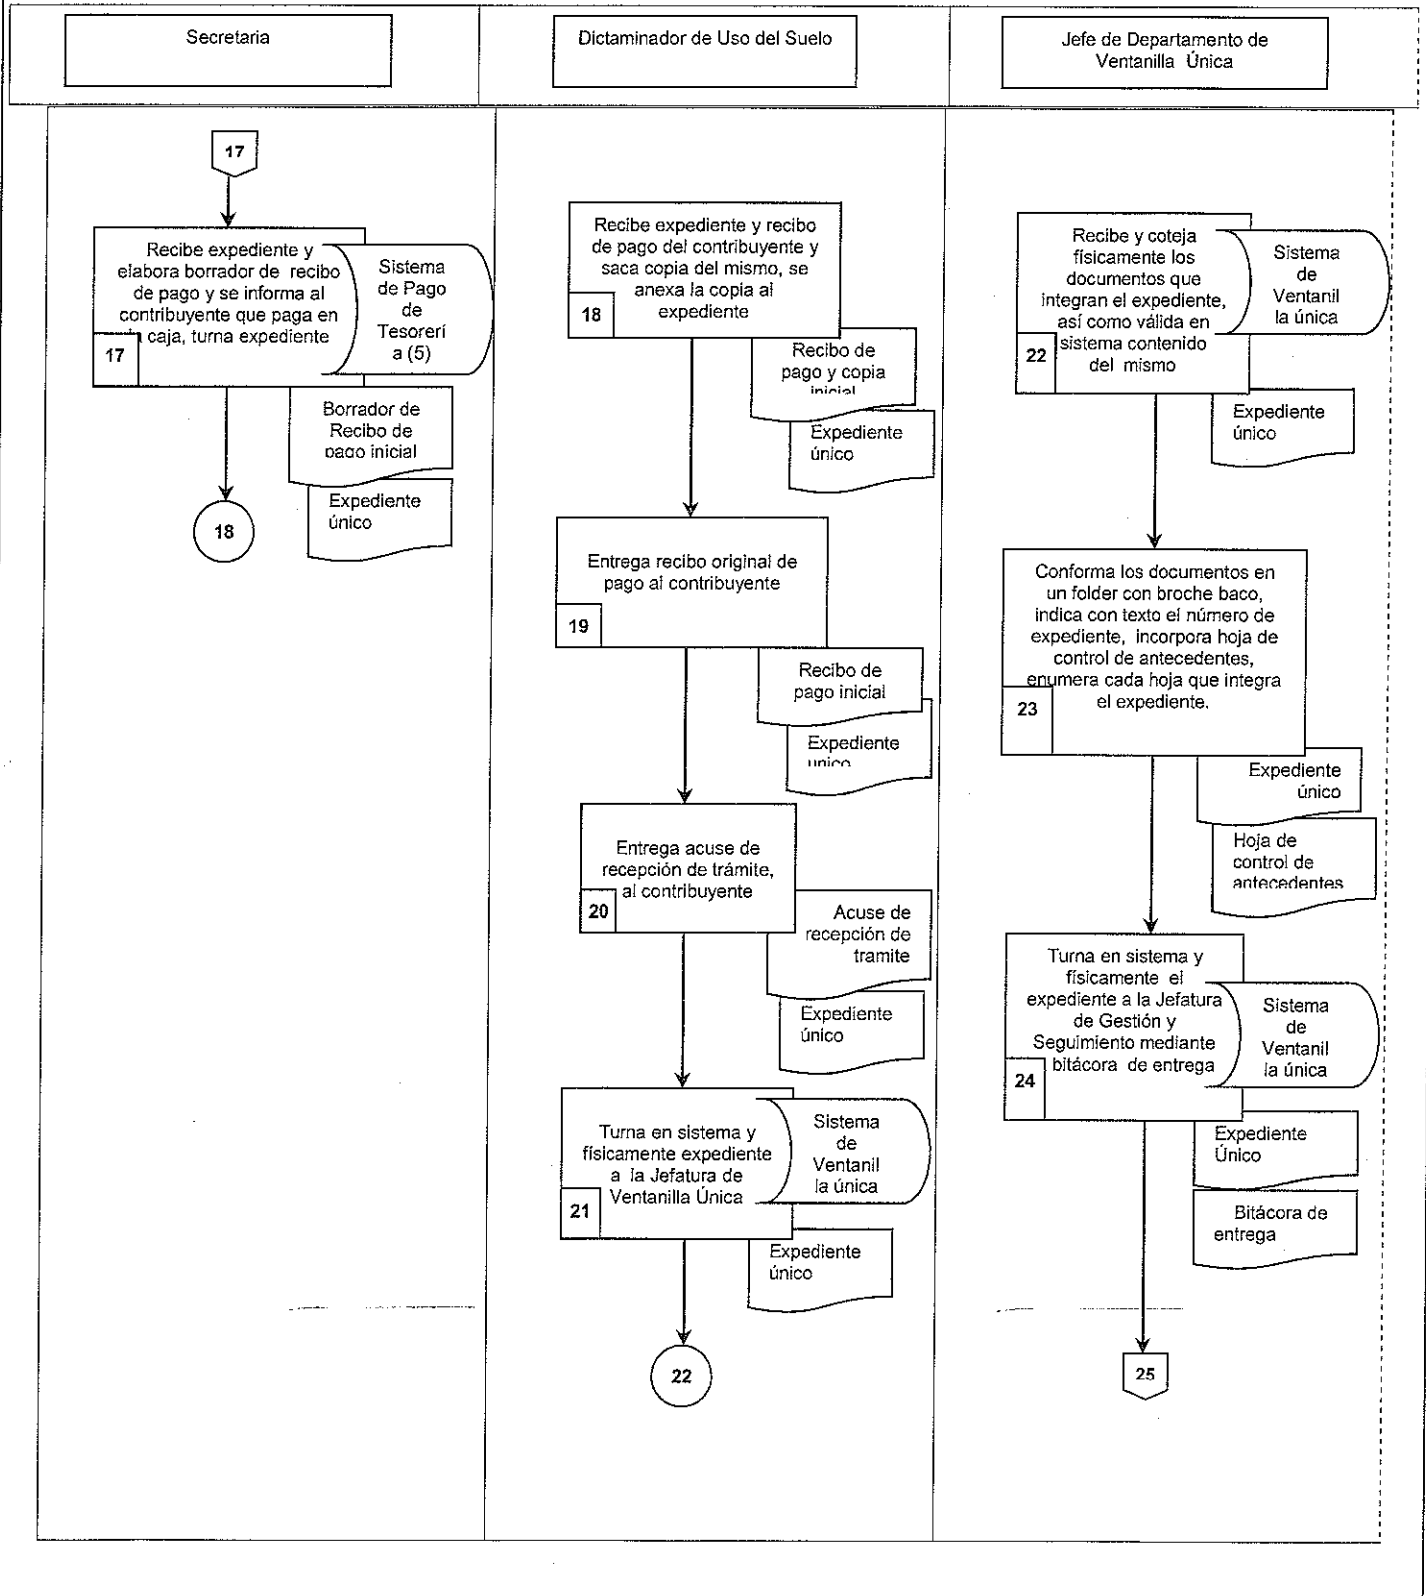 Secretaria
Dictaminador de Uso del Suelo
Jefe de Departamento de
Ventanilla Única
17
Recibe expediente y
elabora borrador de recibo
de pago y se informa al
contribuyente que paga en
caja, turna expediente
17
Sistema
de Pago
de
Tesorerí
a (5)
Borrador de
Recibo de
pago inicial
Expediente
único
18
Recibe expediente y recibo
de pago del contribuyente y
saca copia del mismo, se
anexa la copia al
expediente
18
Recibo de
pago y copia
inicial
Expediente
único
Entrega recibo original de
pago al contribuyente
19
Recibo de
pago inicial
Expediente
único
Entrega acuse de
recepción de trámite,
al contribuyente
20
Acuse de
recepción de
tramite
Expediente
único
Turna en sistema y
físicamente expediente
a la Jefatura de
Ventanilla Única
21
Sistema
de
Ventanil
la única
Expediente
único
22
Recibe y coteja
físicamente los
documentos que
integran el expediente,
así como válida en
sistema contenido
del mismo
22
Sistema
de
Ventanil
la única
Expediente
único
Conforma los documentos en
un folder con broche baco,
indica con texto el número de
expediente, incorpora hoja de
control de antecedentes,
enumera cada hoja que integra
el expediente.
23
Expediente
único
Hoja de
control de
antecedentes
Turna en sistema y
físicamente el
expediente a la Jefatura
de Gestión y
Seguimiento mediante
bitácora de entrega
24
Sistema
de
Ventanil
la única
Expediente
Único
Bitácora de
entrega
25